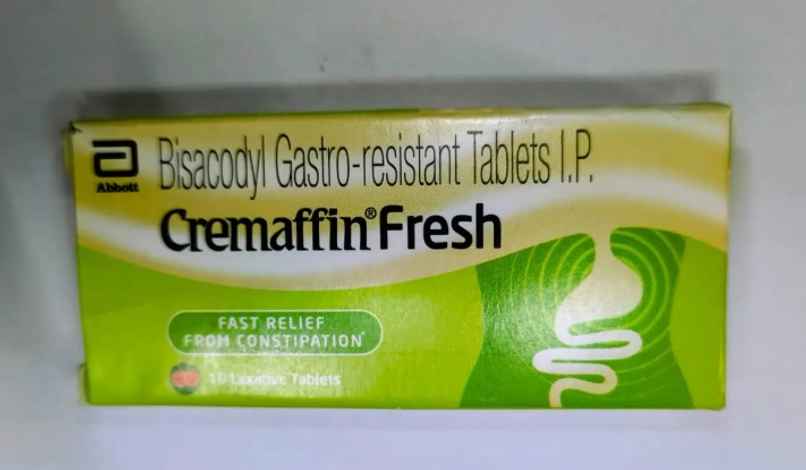 Abbott
Bisacodyl Gastro-resistant Tablets I.P.
Cremaffin® Fresh
FAST RELIEF
FROM CONSTIPATION*
10 Laxative Tablets